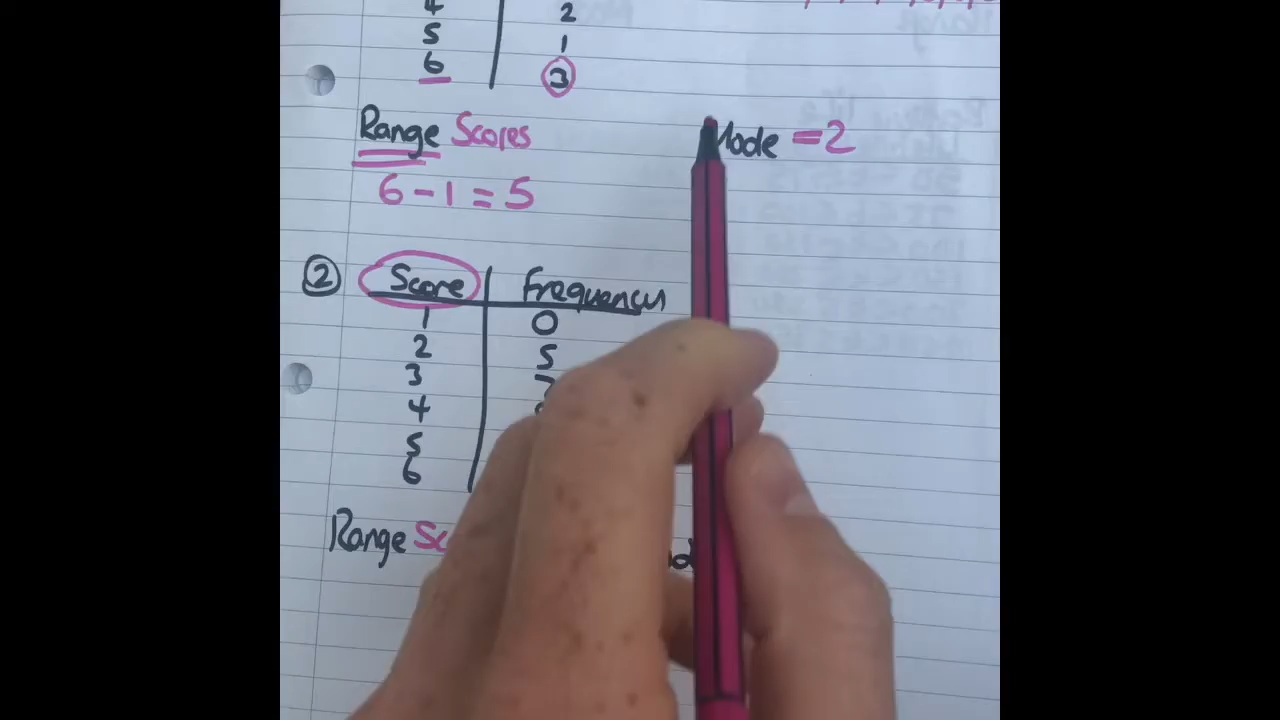 4 2
5 1
6 3
Range Scores
Mode = 2
6 - 1 = 5
2 Score Frequency
1 0
2 5
3
4
5
6
Range